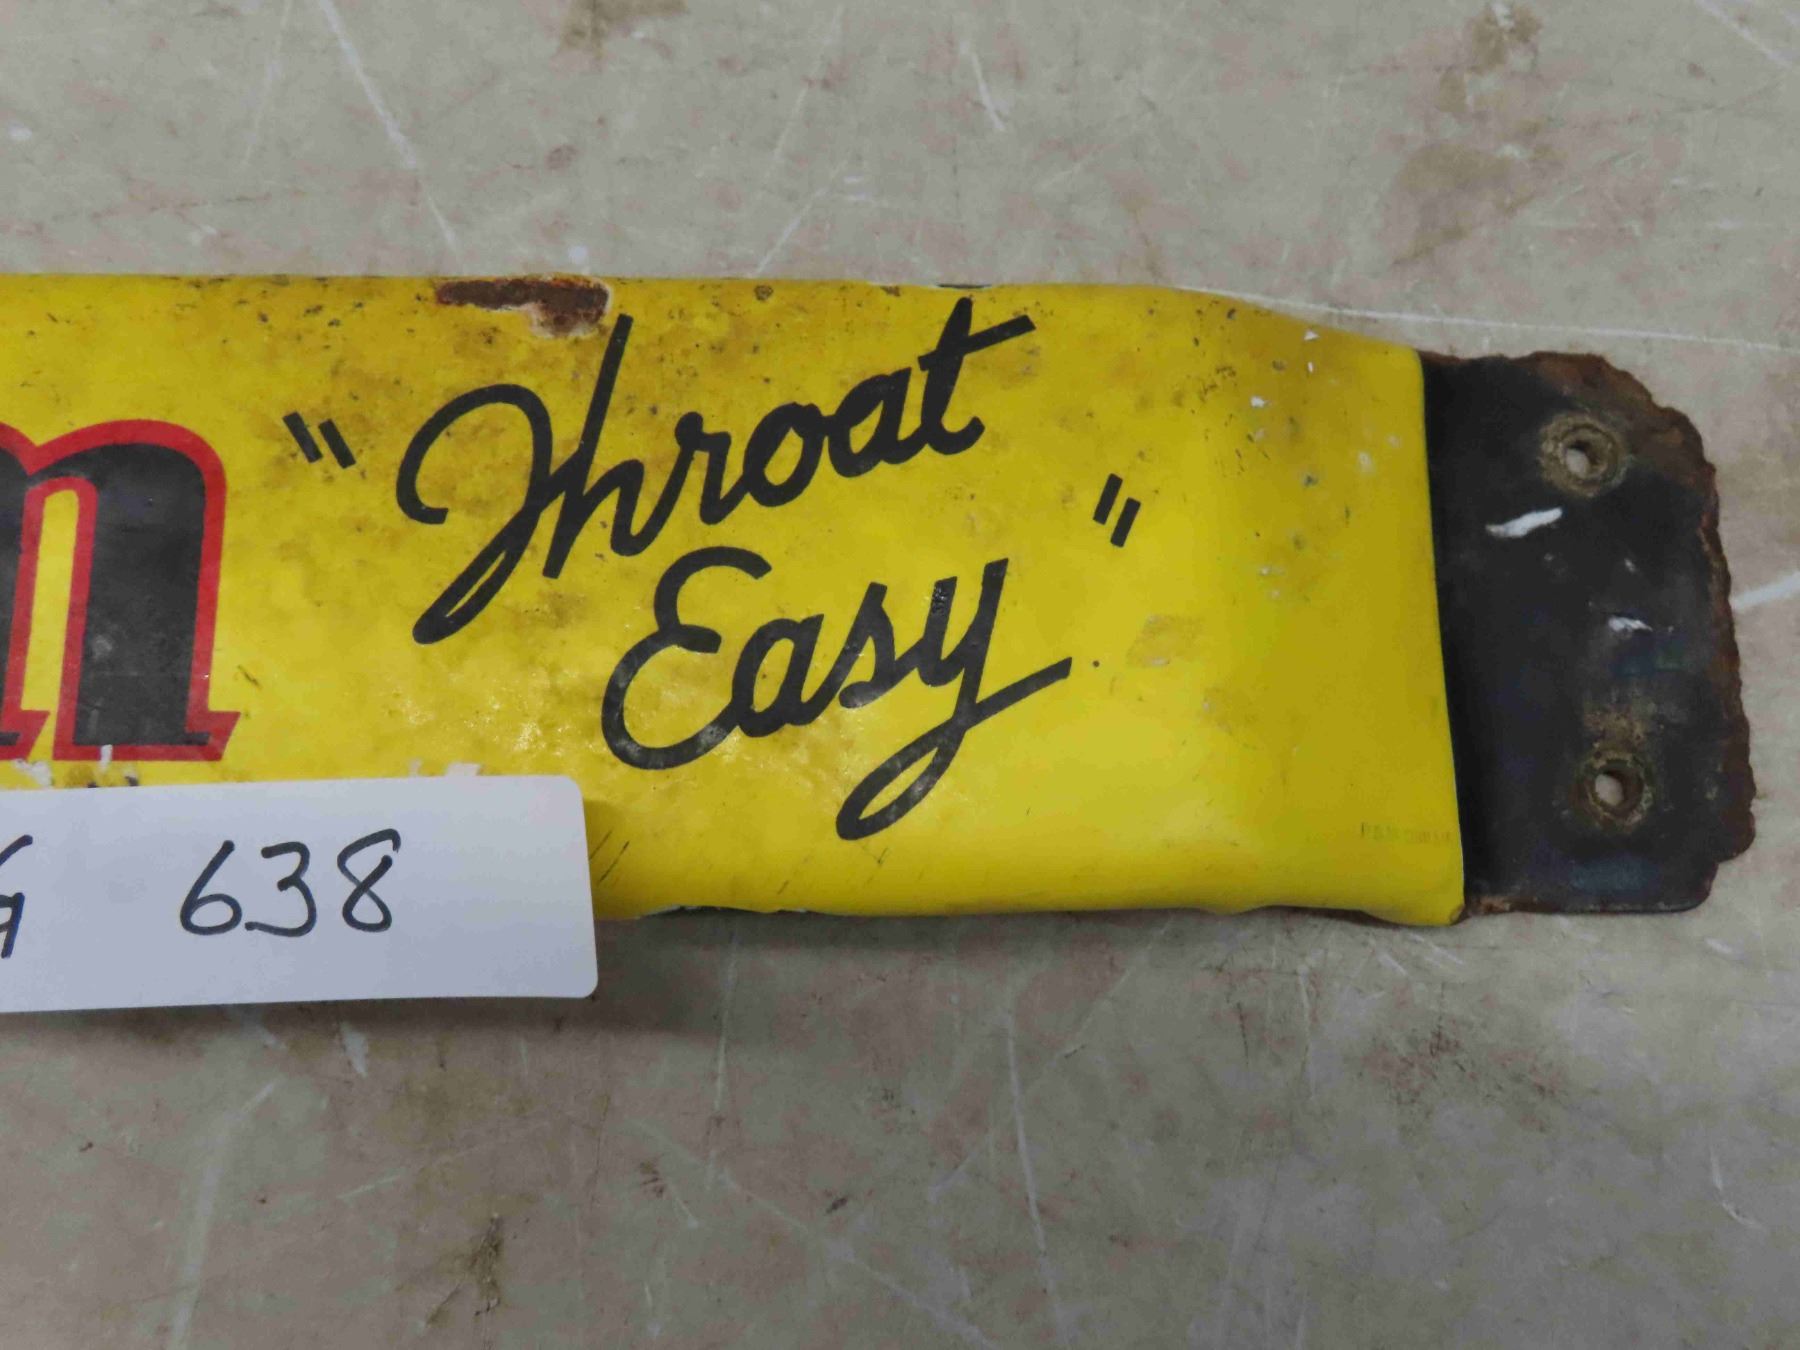 m
"Throat
Easy"
G 638